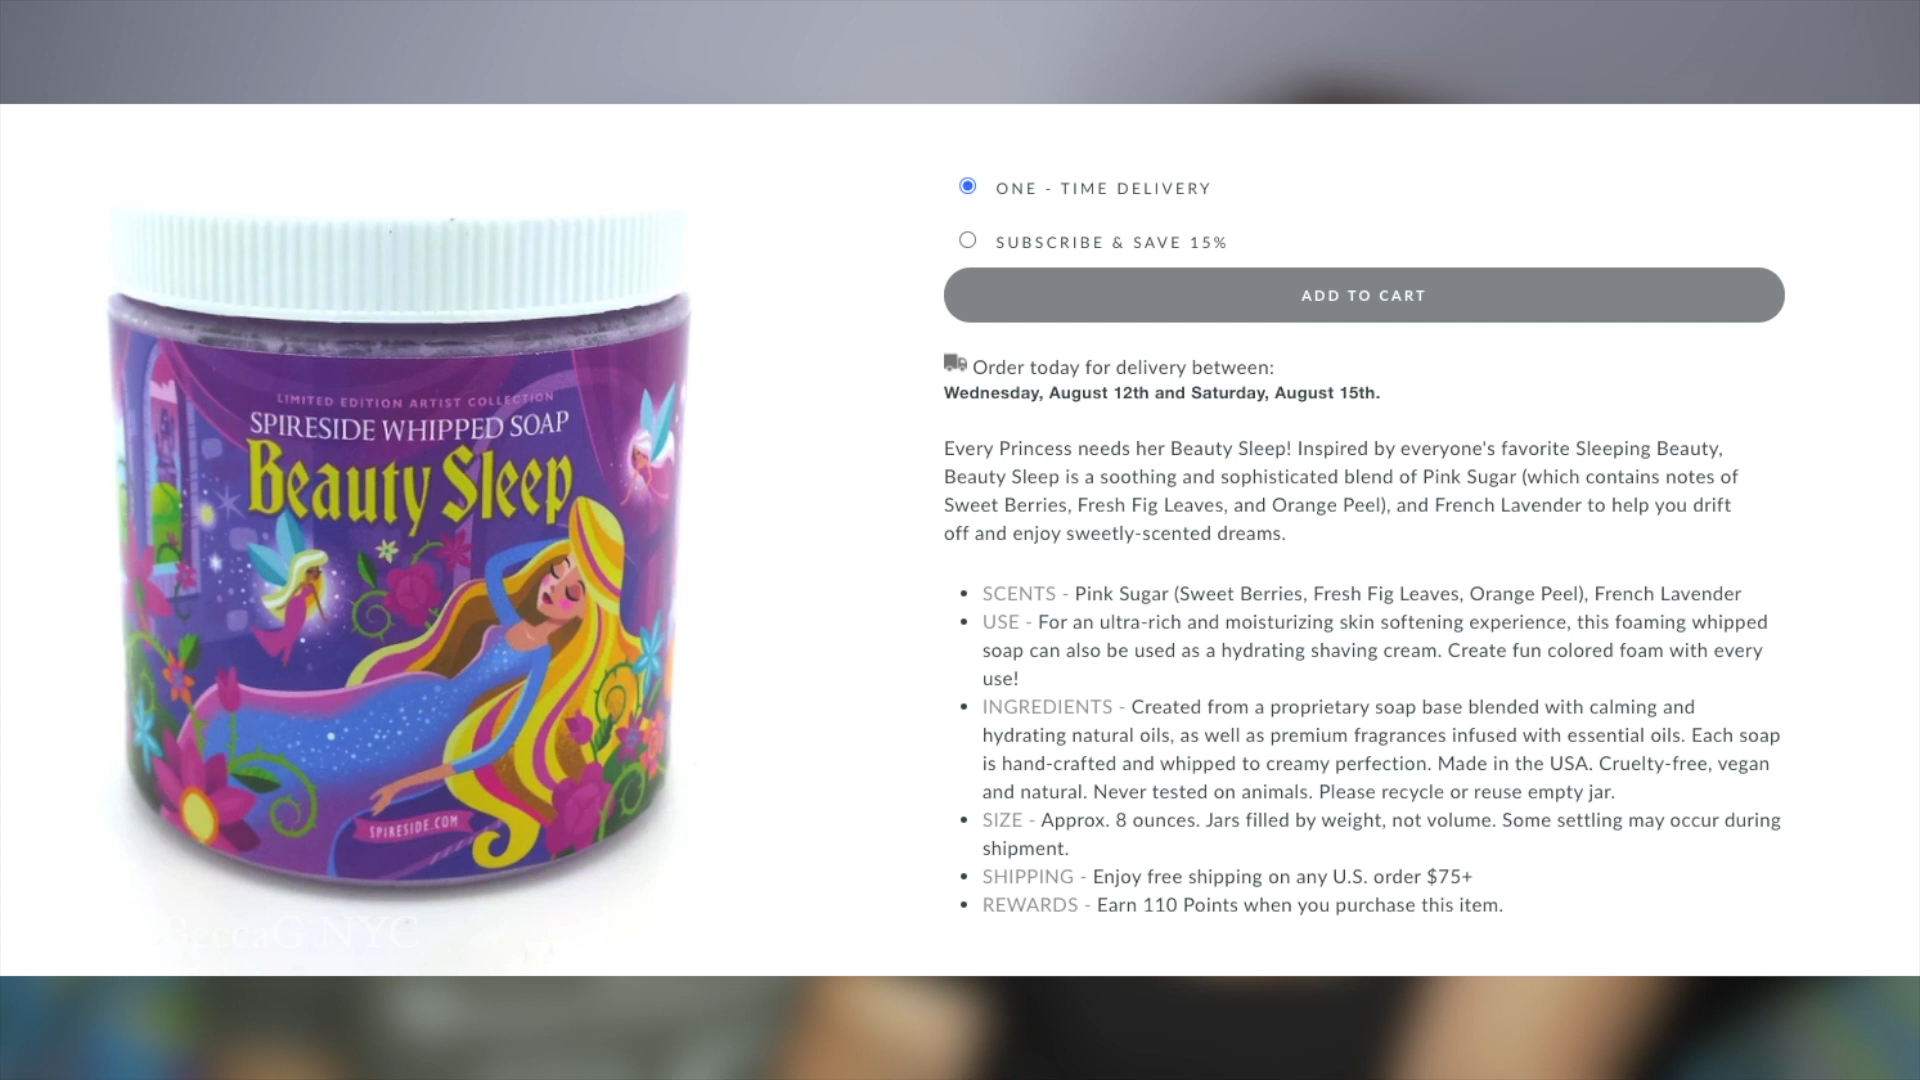 LIMITED EDITION ARTIST COLLECTION
SPIRESIDE WHIPPED SOAP
Beauty Sleep
SPIRESIDE.COM
BeccaG NYC
ONE - TIME DELIVERY
SUBSCRIBE & SAVE 15%
ADD TO CART
Order today for delivery between:
Wednesday, August 12th and Saturday, August 15th.
Every Princess needs her Beauty Sleep! Inspired by everyone's favorite Sleeping Beauty,
Beauty Sleep is a soothing and sophisticated blend of Pink Sugar (which contains notes of
Sweet Berries, Fresh Fig Leaves, and Orange Peel), and French Lavender to help you drift
off and enjoy sweetly-scented dreams.
• SCENTS - Pink Sugar (Sweet Berries, Fresh Fig Leaves, Orange Peel), French Lavender
• USE - For an ultra-rich and moisturizing skin softening experience, this foaming whipped
soap can also be used as a hydrating shaving cream. Create fun colored foam with every
use!
• INGREDIENTS - Created from a proprietary soap base blended with calming and
hydrating natural oils, as well as premium fragrances infused with essential oils. Each soap
is hand-crafted and whipped to creamy perfection. Made in the USA. Cruelty-free, vegan
and natural. Never tested on animals. Please recycle or reuse empty jar.
• SIZE - Approx. 8 ounces. Jars filled by weight, not volume. Some settling may occur during
shipment.
• SHIPPING - Enjoy free shipping on any U.S. order $75+
• REWARDS - Earn 110 Points when you purchase this item.